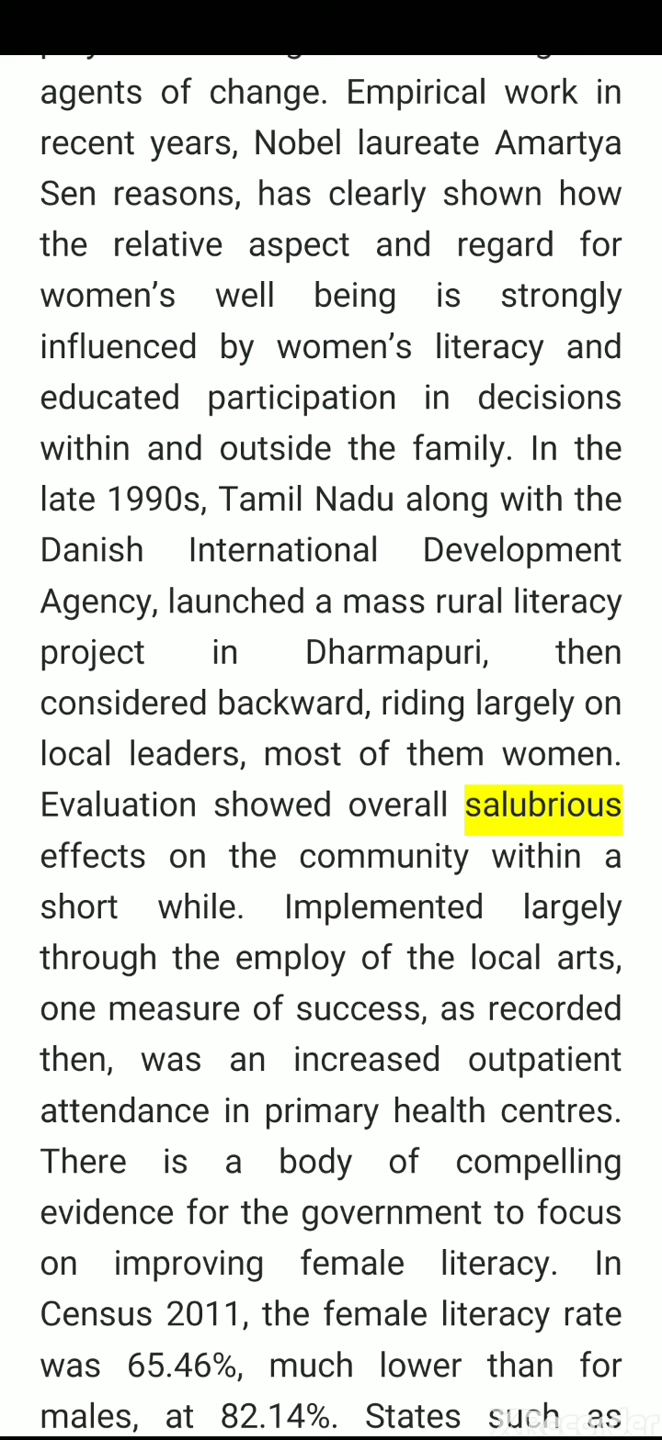 agents of change. Empirical work in
recent years, Nobel laureate Amartya
Sen reasons, has clearly shown how
the relative aspect and regard for
women's well being is strongly
influenced by women's literacy and
educated participation in decisions
within and outside the family. In the
late 1990s, Tamil Nadu along with the
Danish International Development
Agency, launched a mass rural literacy
project in Dharmapuri, then
considered backward, riding largely on
local leaders, most of them women.
Evaluation showed overall salubrious
effects on the community within a
short while. Implemented largely
through the employ of the local arts,
one measure of success, as recorded
then, was an increased outpatient
attendance in primary health centres.
There is a body of compelling
evidence for the government to focus
on improving female literacy. In
Census 2011, the female literacy rate
was 65.46%, much lower than for
males, at 82.14%. States such as